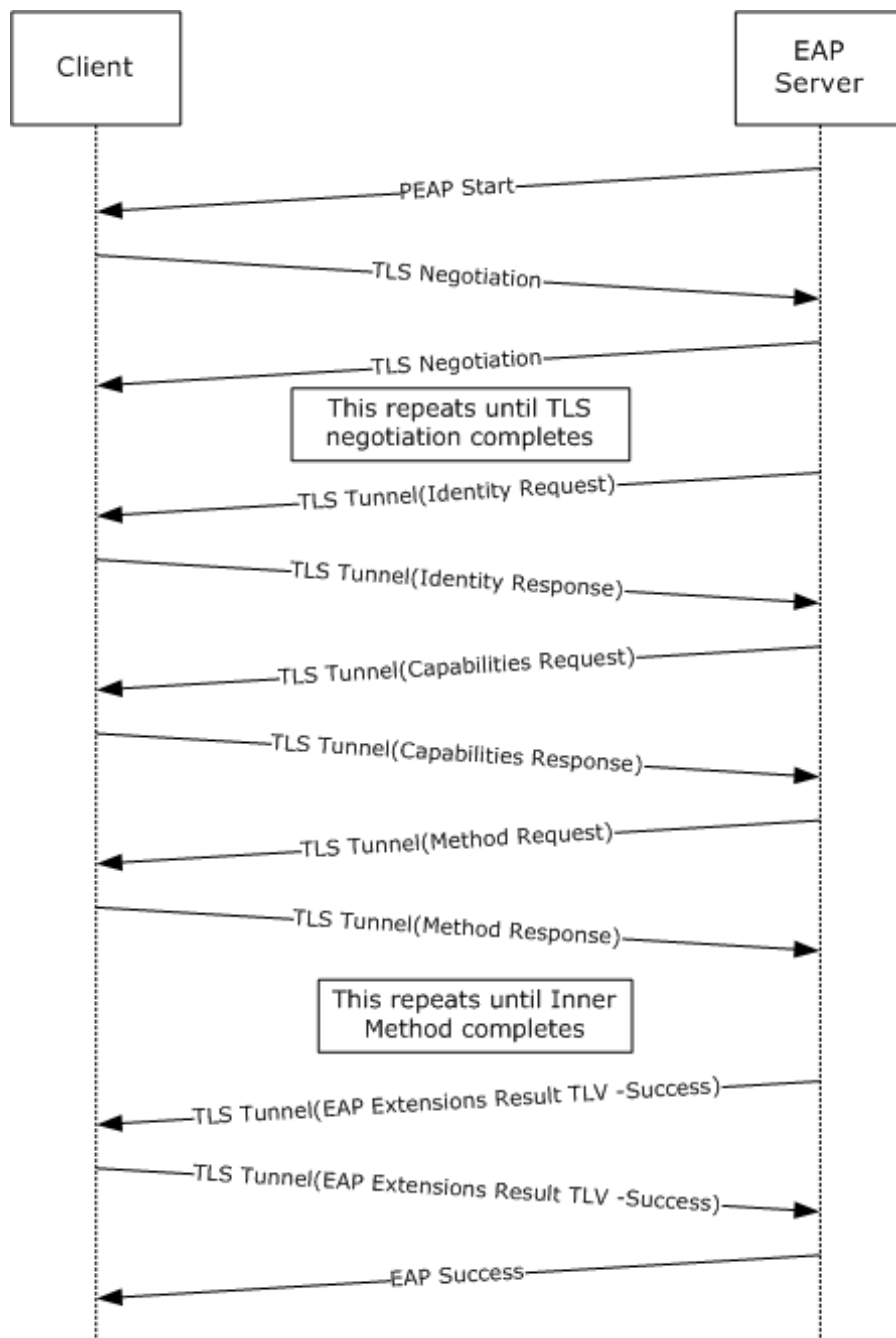 Client
EAP
Server
PEAP Start
TLS Negotiation
TLS Negotiation
This repeats until TLS
negotiation completes
TLS Tunnel(Identity Request)
TLS Tunnel(Identity Response)
TLS Tunnel(Capabilities Request)
TLS Tunnel(Capabilities Response)
TLS Tunnel(Method Request)
TLS Tunnel(Method Response)
This repeats until Inner
Method completes
TLS Tunnel(EAP Extensions Result TLV -Success)
TLS Tunnel(EAP Extensions Result TLV -Success)
EAP Success